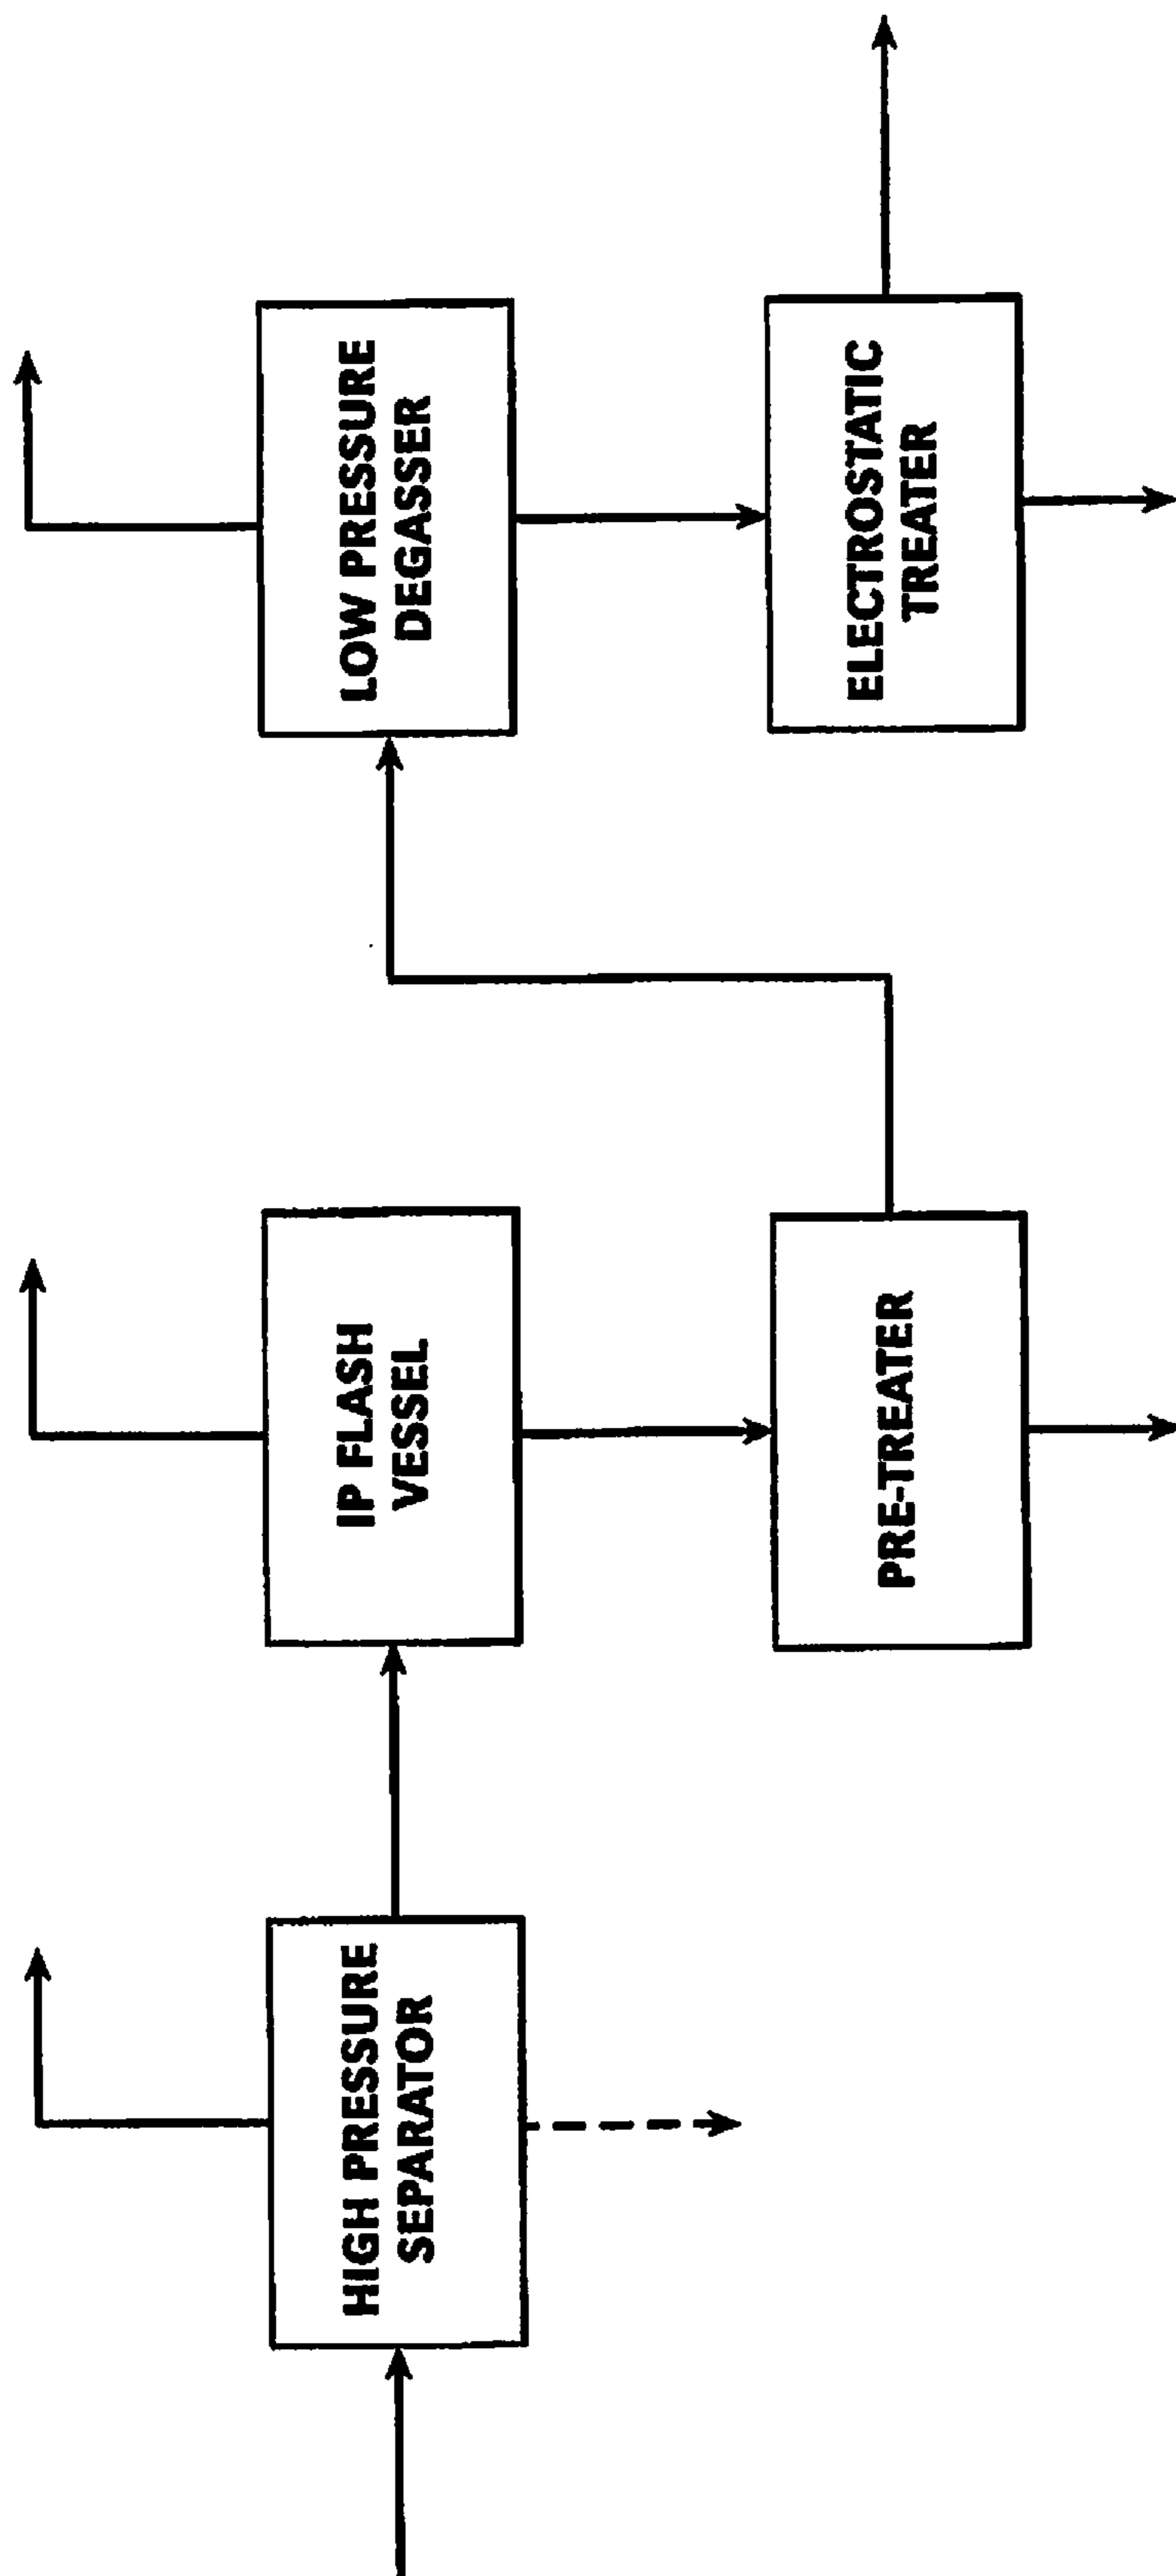 HIGH PRESSURE
SEPARATOR
IP FLASH
VESSEL
PRE-TREATER
LOW PRESSURE
DEGASSER
ELECTROSTATIC
TREATER